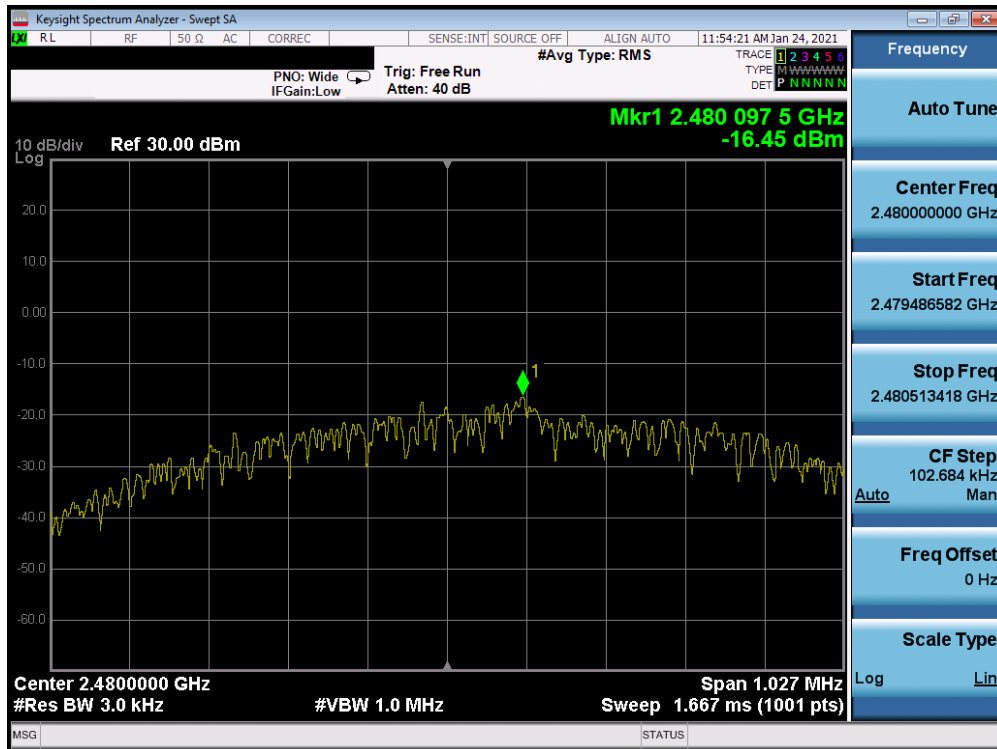 Keysight Spectrum Analyzer - Swept SA
LXI RL RF 50 Ω AC CORREC SENSE:INT SOURCE OFF ALIGN AUTO 11:54:21 AM Jan 24, 2021
#Avg Type: RMS
TRACE 1 2 3 4 5 6
PNO: Wide
IFGain:Low
Trig: Free Run
Atten: 40 dB
TYPE M W W W W W
DET P N N N N N
Mkr1 2.480 097 5 GHz
-16.45 dBm
10 dB/div
Log
Ref 30.00 dBm
20.0
10.0
0.00
-10.0
-20.0
-30.0
-40.0
-50.0
-60.0
1
Center 2.4800000 GHz
Span 1.027 MHz
#Res BW 3.0 kHz
#VBW 1.0 MHz
Sweep 1.667 ms (1001 pts)
MSG
STATUS
Frequency
Auto Tune
Center Freq
2.480000000 GHz
Start Freq
2.479486582 GHz
Stop Freq
2.480513418 GHz
CF Step
102.684 kHz
Auto Man
Freq Offset
0 Hz
Scale Type
Log Lin